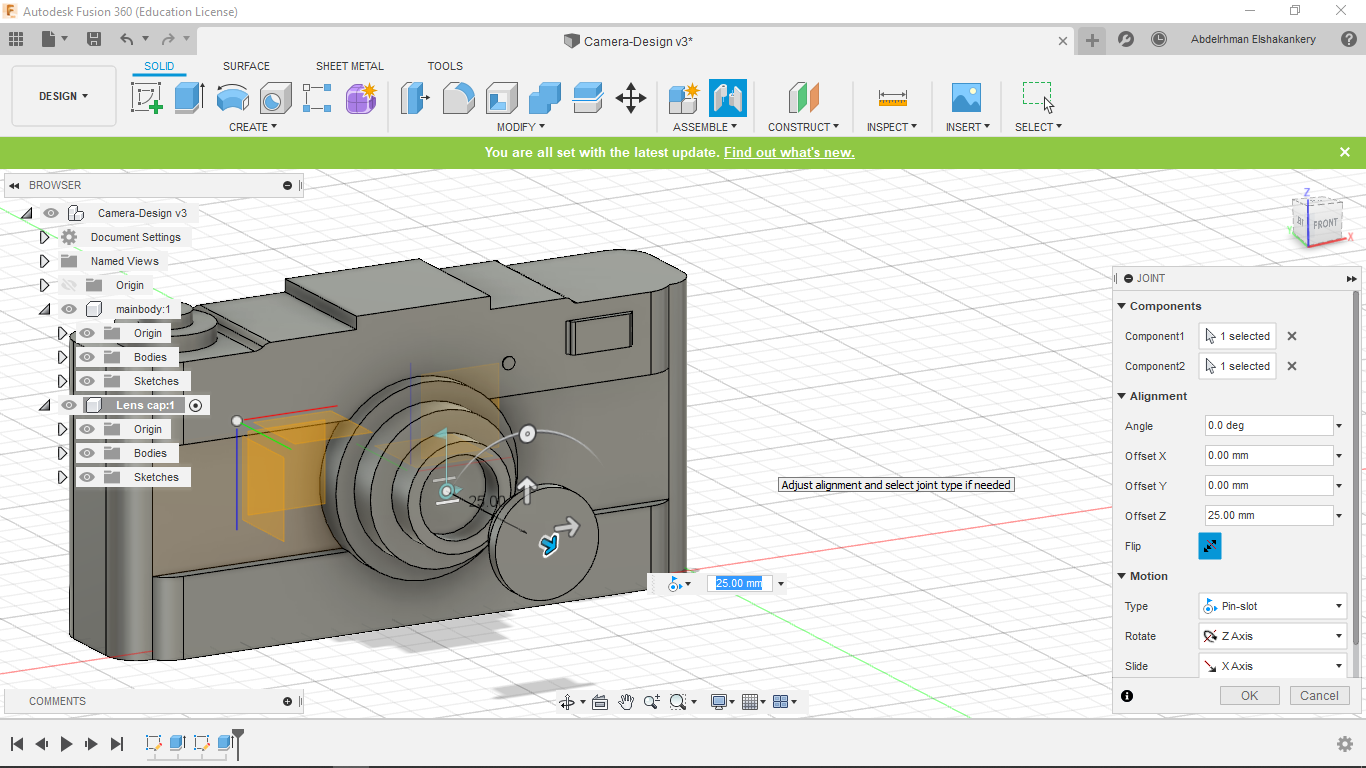 Autodesk Fusion 360 (Education License)
Camera-Design v3*
Abdelrhman Elshakankery
DESIGN
SOLID SURFACE SHEET METAL TOOLS
CREATE MODIFY ASSEMBLE CONSTRUCT INSPECT INSERT SELECT
You are all set with the latest update. Find out what's new.
BROWSER
Camera-Design v3
Document Settings
Named Views
Origin
mainbody:1
Origin
Bodies
Sketches
Lens cap:1
Origin
Bodies
Sketches
25.00
Adjust alignment and select joint type if needed
25.00 mm
Z
FRONT
X
Y
JOINT
Components
Component1 1 selected
Component2 1 selected
Alignment
Angle 0.0 deg
Offset X 0.00 mm
Offset Y 0.00 mm
Offset Z 25.00 mm
Flip
Motion
Type Pin-slot
Rotate Z Axis
Slide X Axis
OK Cancel
COMMENTS